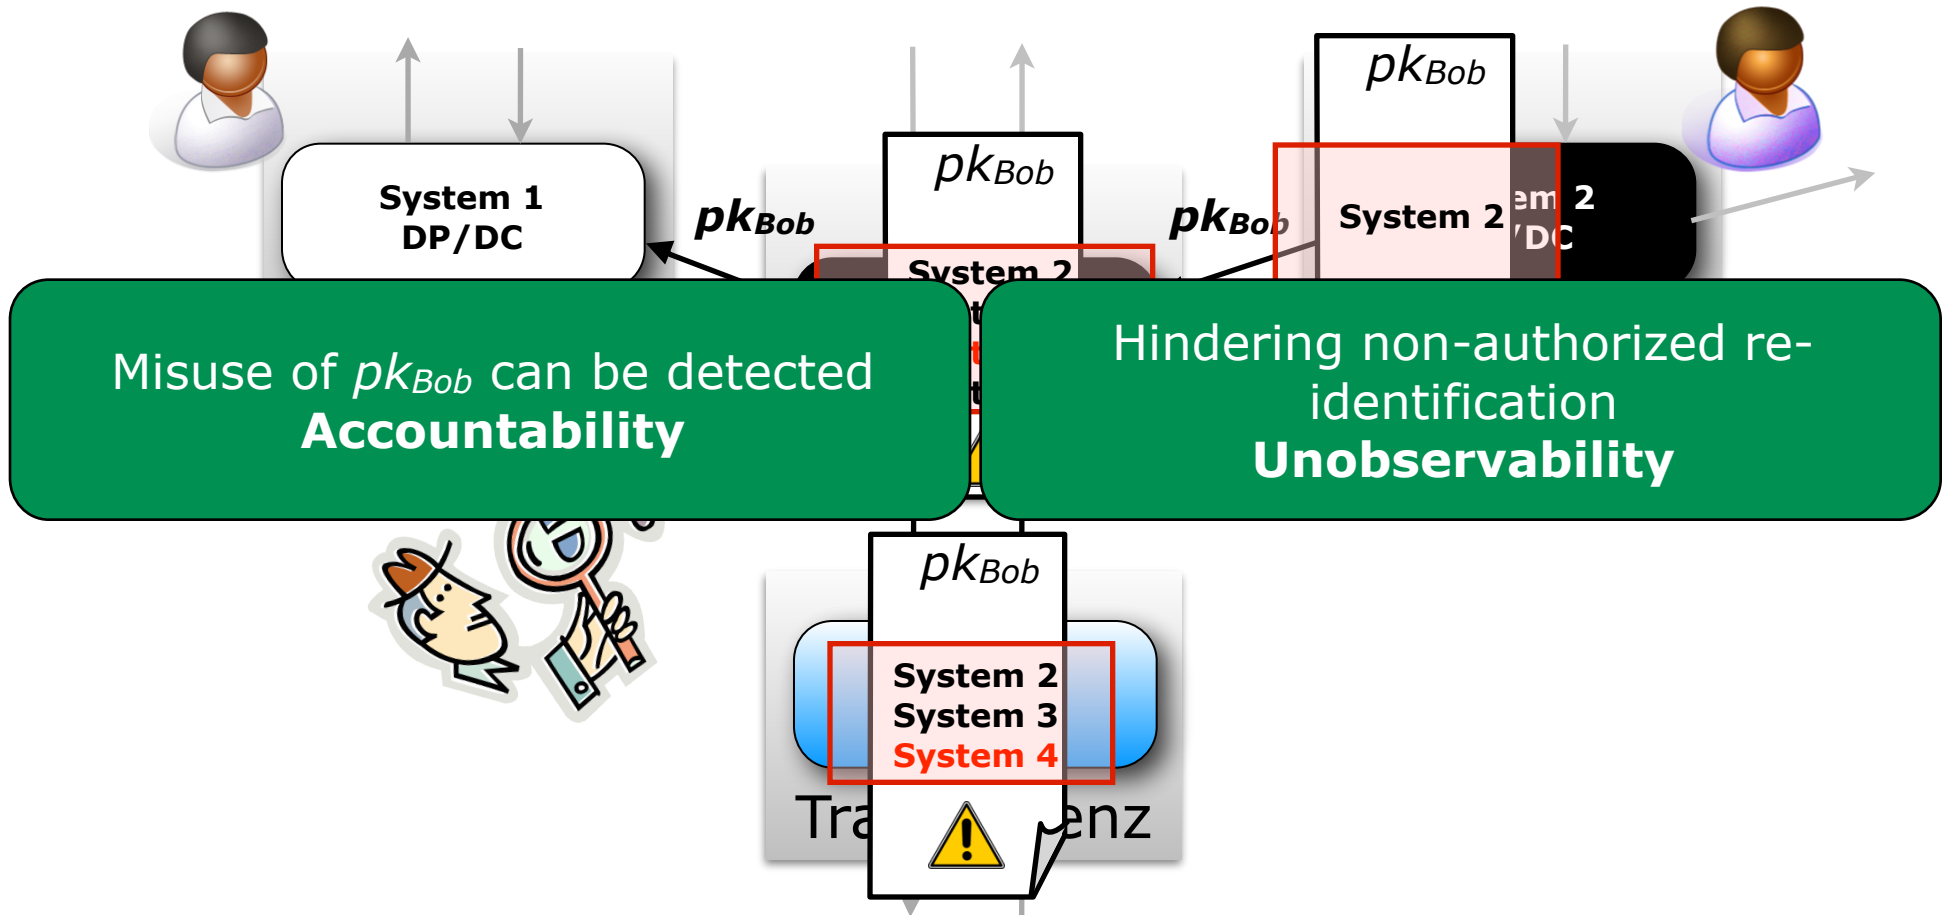 pkBob
pkBob
System 1
DP/DC
pkBob
pkBob
System 2
2
System 2
Misuse of pkBob can be detected
Accountability
Hindering non-authorized re-
identification
Unobservability
pkBob
System 2
System 3
System 4